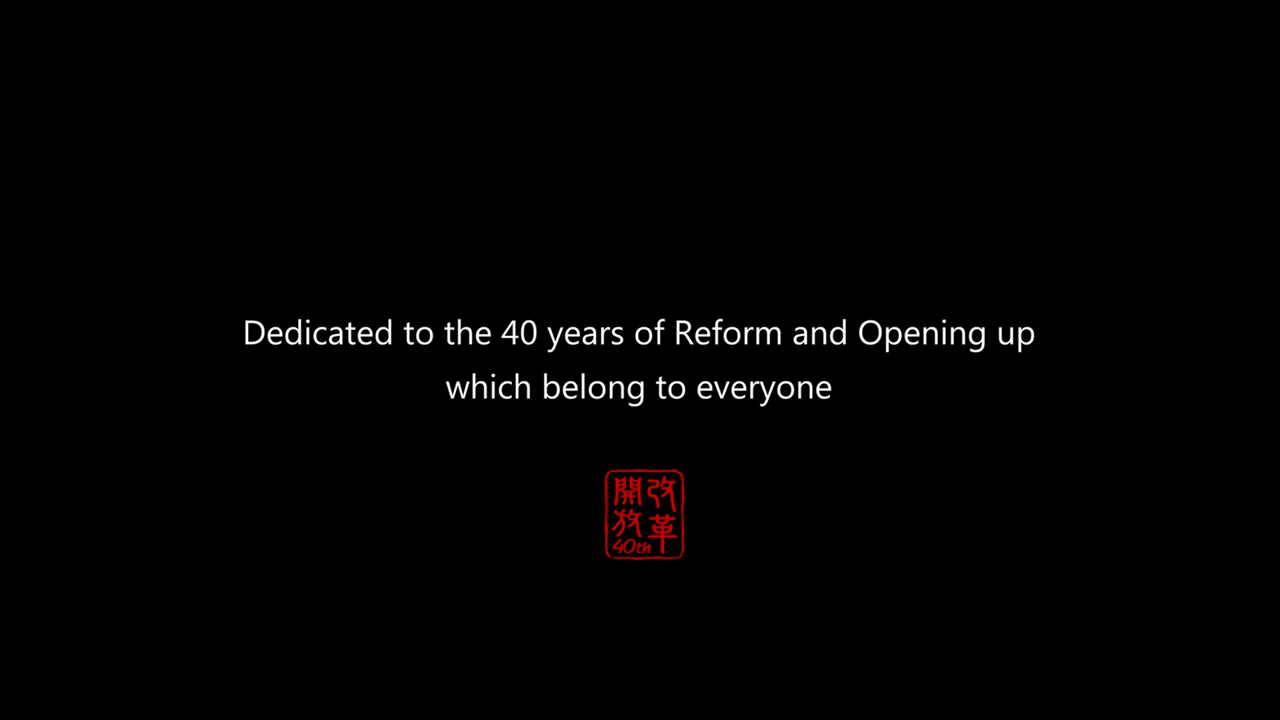 Dedicated to the 40 years of Reform and Opening up
which belong to everyone
改革
開放
40th